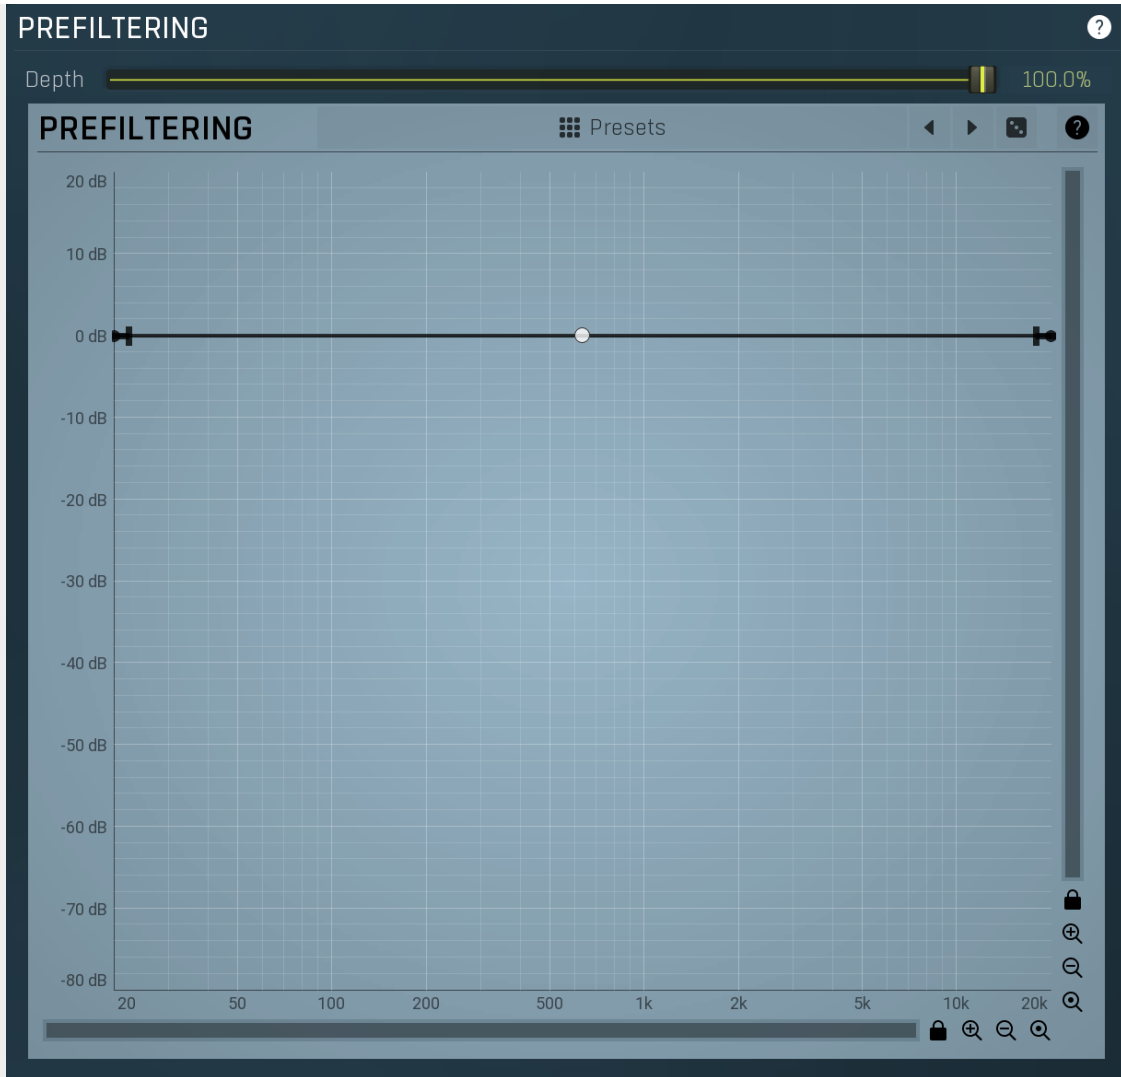 PREFILTERING
?
Depth 100.0%
PREFILTERING Presets ?
20 dB
10 dB
0 dB
-10 dB
-20 dB
-30 dB
-40 dB
-50 dB
-60 dB
-70 dB
-80 dB
20 50 100 200 500 1k 2k 5k 10k 20k